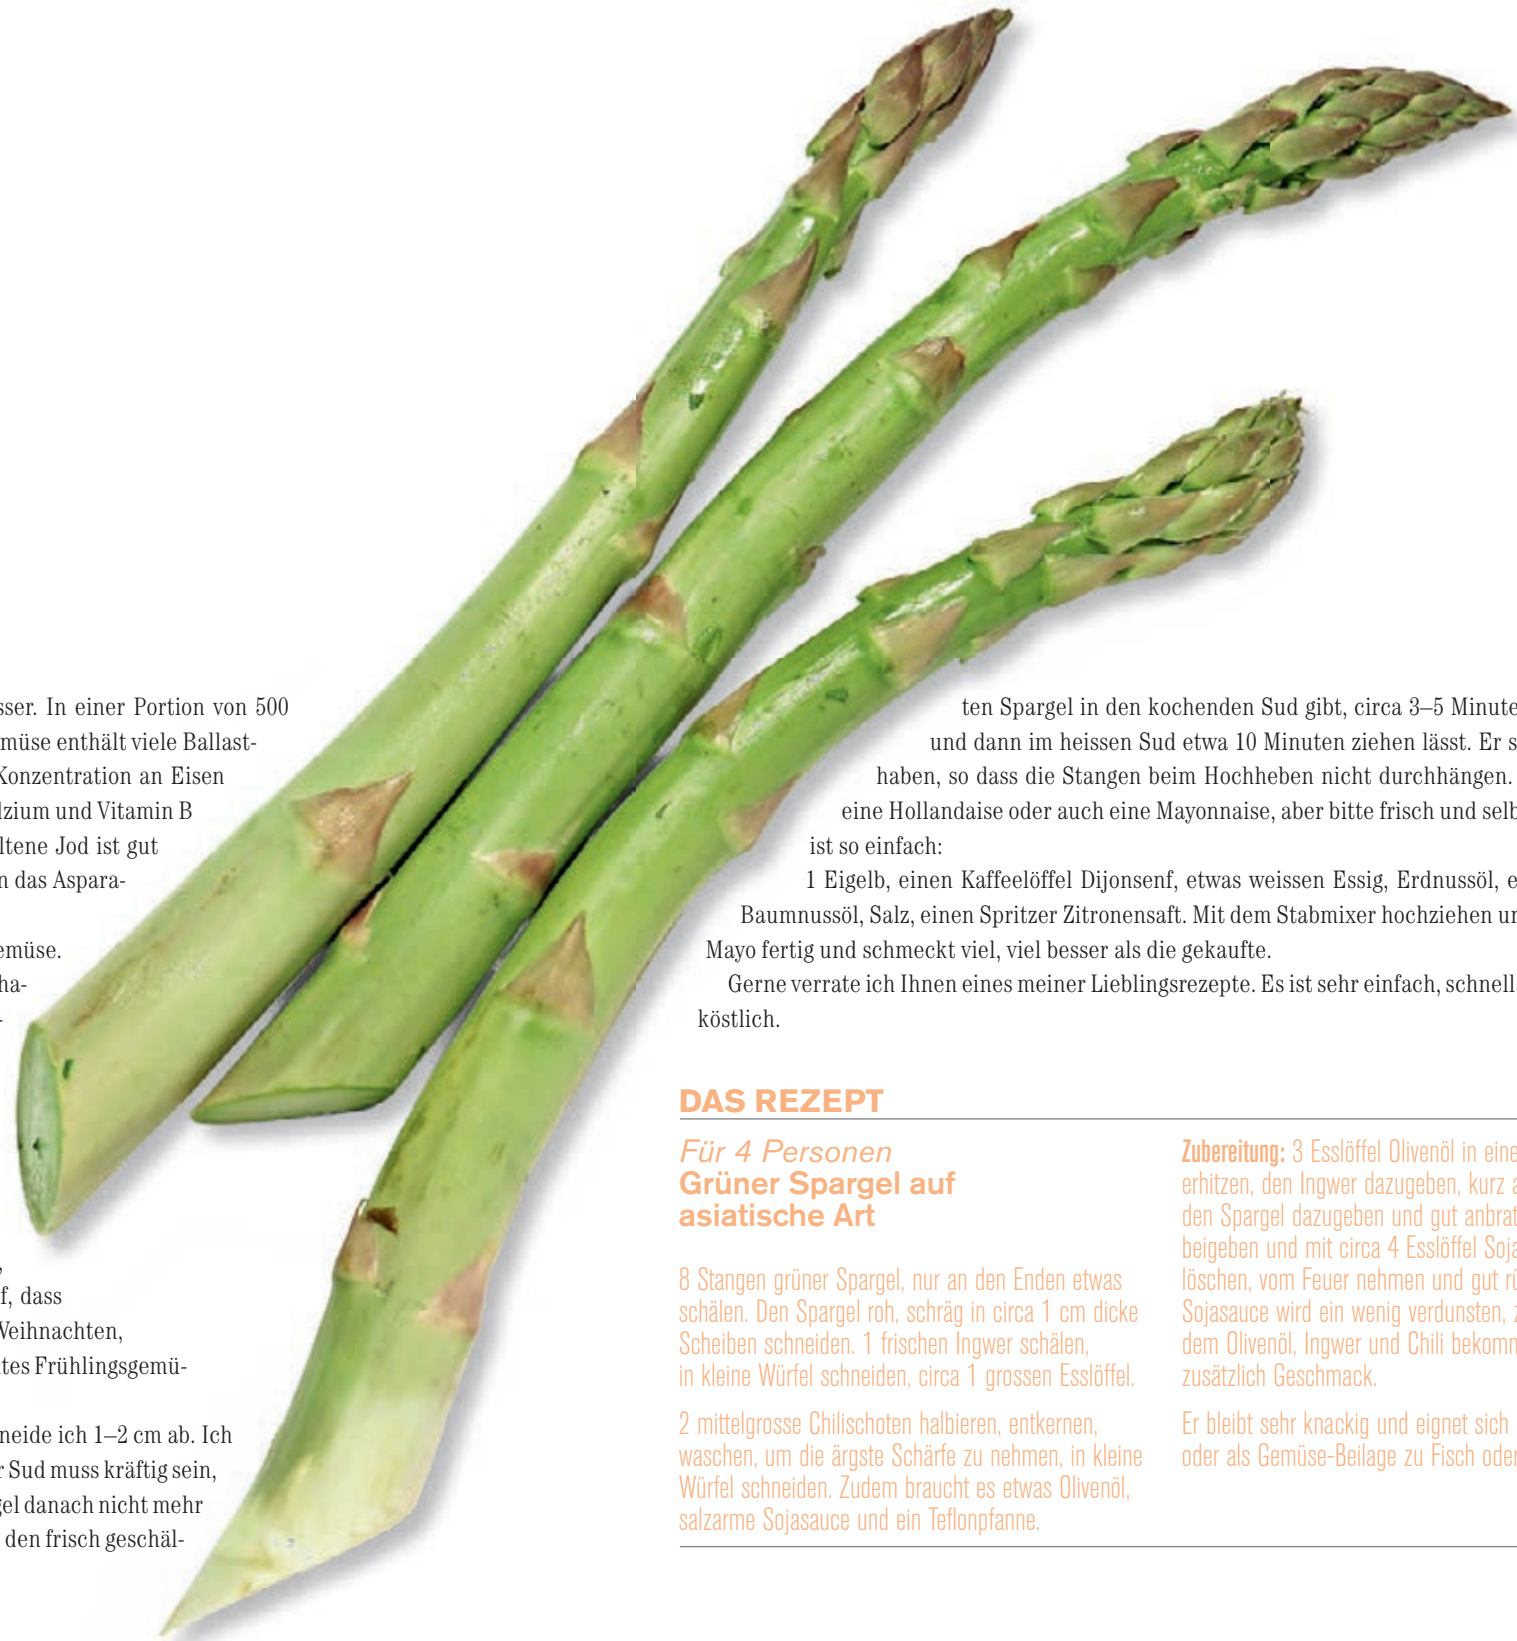 sser. In einer Portion von 500
müse enthält viele Ballast-
Konzentration an Eisen
lzium und Vitamin B
ltene Jod ist gut
n das Aspara-
emüse.
ha-
-
,
f, dass
Weihnachten,
tes Frühlingsgemü-
neide ich 1–2 cm ab. Ich
r Sud muss kräftig sein,
gel danach nicht mehr
den frisch geschäl-
ten Spargel in den kochenden Sud gibt, circa 3–5 Minute
und dann im heissen Sud etwa 10 Minuten ziehen lässt. Er s
haben, so dass die Stangen beim Hochheben nicht durchhängen.
eine Hollandaise oder auch eine Mayonnaise, aber bitte frisch und selb
ist so einfach:
1 Eigelb, einen Kaffeelöffel Dijonsenf, etwas weissen Essig, Erdnussöl, e
Baumnussöl, Salz, einen Spritzer Zitronensaft. Mit dem Stabmixer hochziehen un
Mayo fertig und schmeckt viel, viel besser als die gekaufte.
Gerne verrate ich Ihnen eines meiner Lieblingsrezepte. Es ist sehr einfach, schnell
köstlich.
DAS REZEPT
Für 4 Personen
Grüner Spargel auf
asiatische Art
8 Stangen grüner Spargel, nur an den Enden etwas
schälen. Den Spargel roh, schräg in circa 1 cm dicke
Scheiben schneiden. 1 frischen Ingwer schälen,
in kleine Würfel schneiden, circa 1 grossen Esslöffel.
2 mittelgrosse Chilischoten halbieren, entkernen,
waschen, um die ärgste Schärfe zu nehmen, in kleine
Würfel schneiden. Zudem braucht es etwas Olivenöl,
salzarme Sojasauce und ein Teflonpfanne.
Zubereitung: 3 Esslöffel Olivenöl in eine
erhitzen, den Ingwer dazugeben, kurz a
den Spargel dazugeben und gut anbrat
beigeben und mit circa 4 Esslöffel Soja
löschen, vom Feuer nehmen und gut rü
Sojasauce wird ein wenig verdunsten, z
dem Olivenöl, Ingwer und Chili bekomm
zusätzlich Geschmack.
Er bleibt sehr knackig und eignet sich
oder als Gemüse-Beilage zu Fisch oder